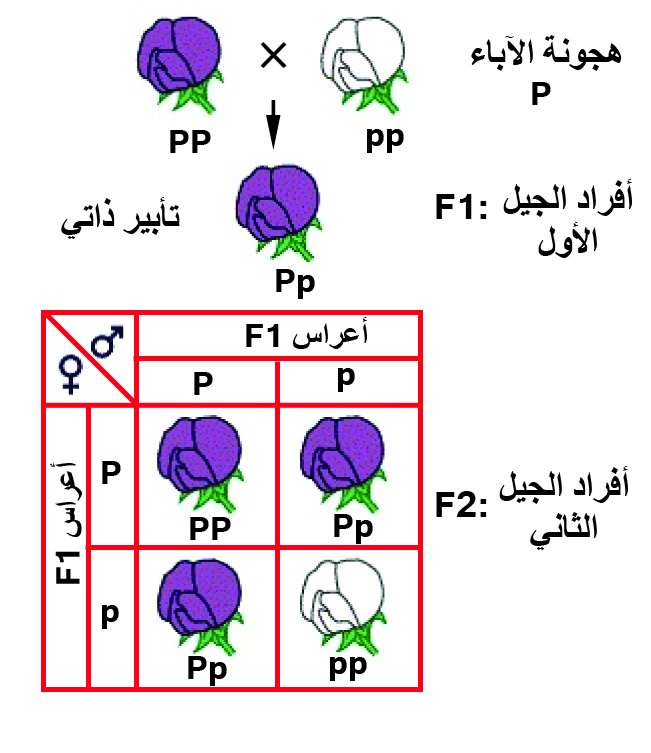 هجونة الآباء
P
×
PP
pp
F1: أفراد الجيل
الأول
تأبير ذاتي
Pp
أعراس F1
♂
♀
P
p
أعراس F1
P
PP
Pp
F2: أفراد الجيل
الثاني
p
Pp
pp